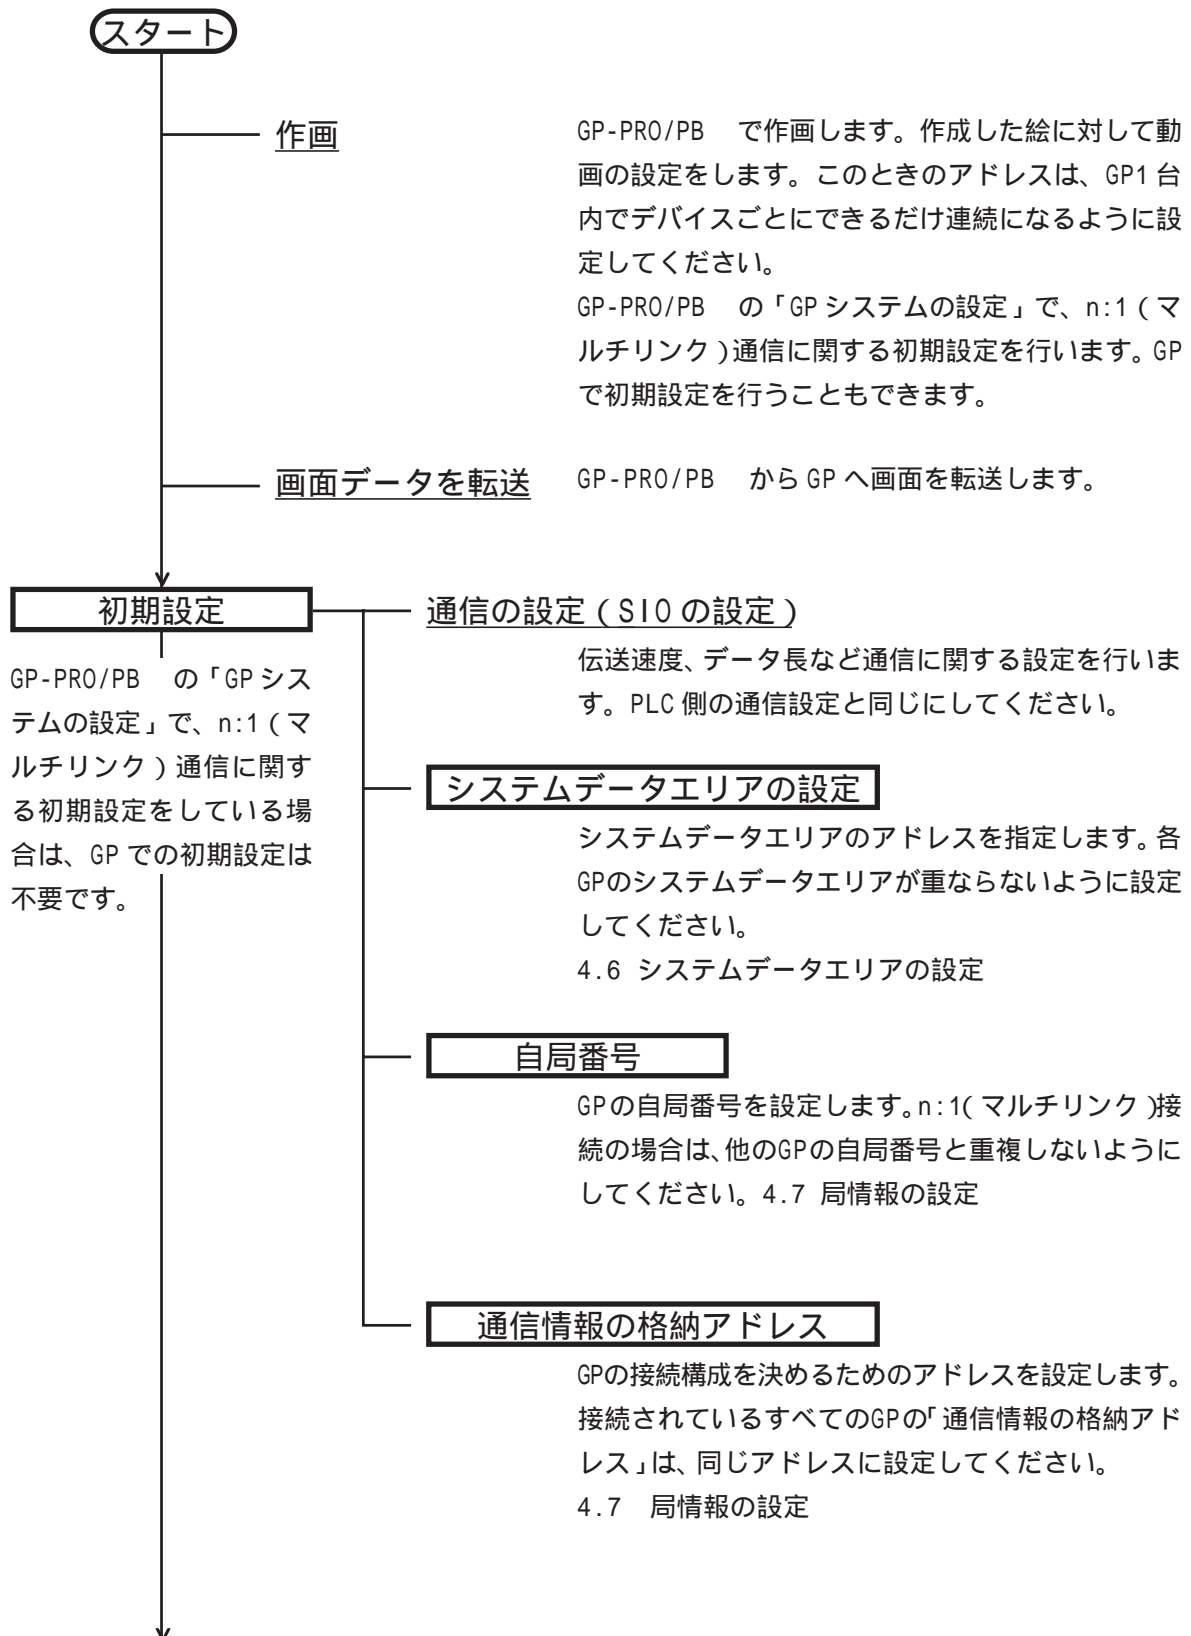 スタート
作画
GP-PRO/PB　で作画します。作成した絵に対して動
画の設定をします。このときのアドレスは、GP1台
内でデバイスごとにできるだけ連続になるように設
定してください。
GP-PRO/PB　の「GPシステムの設定」で、n:1(マ
ルチリンク)通信に関する初期設定を行います。GP
で初期設定を行うこともできます。
画面データを転送
GP-PRO/PB　からGPへ画面を転送します。
初期設定
GP-PRO/PB　の「GPシス
テムの設定」で、n:1(マ
ルチリンク)通信に関す
る初期設定をしている場
合は、GPでの初期設定は
不要です。
通信の設定(SIOの設定)
伝送速度、データ長など通信に関する設定を行いま
す。PLC側の通信設定と同じにしてください。
システムデータエリアの設定
システムデータエリアのアドレスを指定します。各
GPのシステムデータエリアが重ならないように設定
してください。
4.6 システムデータエリアの設定
自局番号
GPの自局番号を設定します。n:1(マルチリンク)接
続の場合は、他のGPの自局番号と重複しないように
してください。4.7 局情報の設定
通信情報の格納アドレス
GPの接続構成を決めるためのアドレスを設定します。
接続されているすべてのGPの「通信情報の格納アド
レス」は、同じアドレスに設定してください。
4.7　局情報の設定